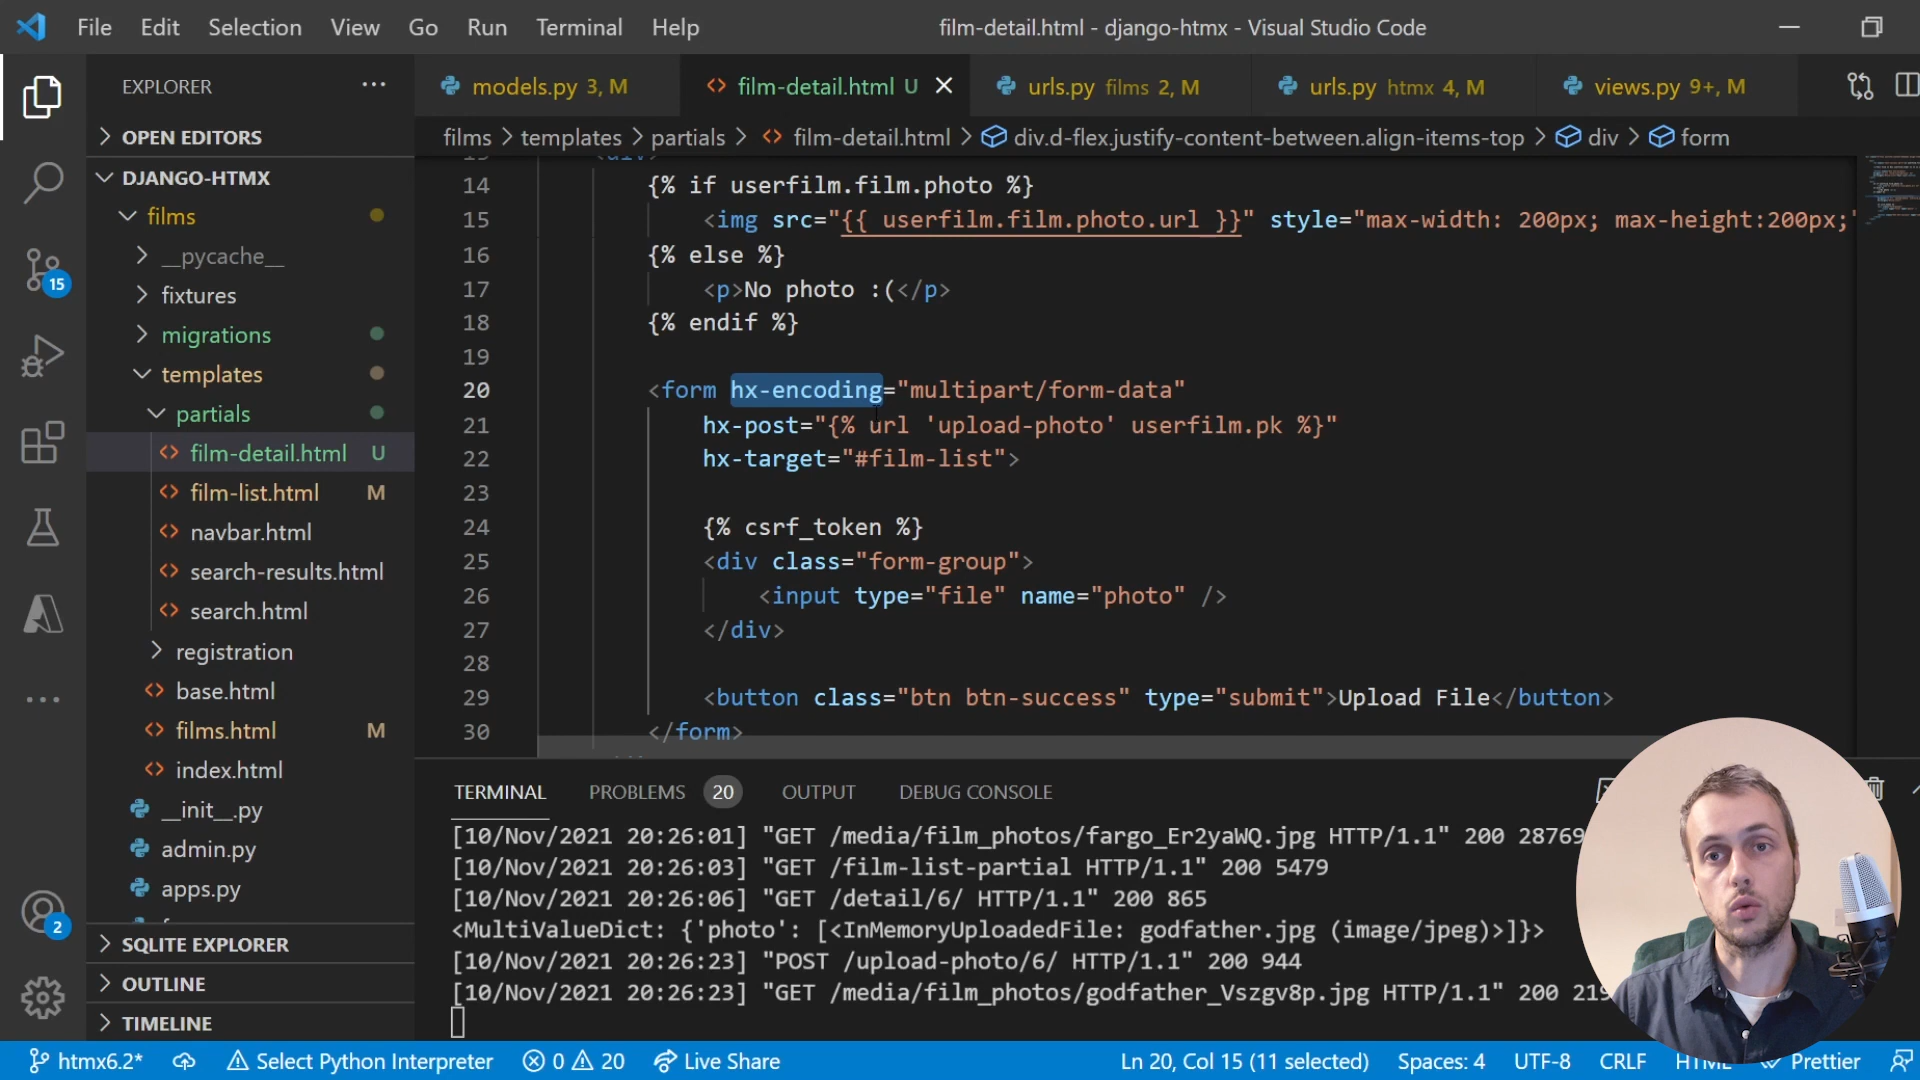 File Edit Selection View Go Run Terminal Help
film-detail.html - django-htmx - Visual Studio Code
EXPLORER
OPEN EDITORS
DJANGO-HTMX
films
__pycache__
fixtures
migrations
templates
partials
film-detail.html U
film-list.html M
navbar.html
search-results.html
search.html
registration
base.html
films.html M
index.html
__init__.py
admin.py
apps.py
SQLITE EXPLORER
OUTLINE
TIMELINE
15
2
models.py 3, M
film-detail.html U
urls.py films 2, M
urls.py htmx 4, M
views.py 9+, M
films > templates > partials > film-detail.html > div.d-flex.justify-content-between.align-items-top > div > form
14 {% if userfilm.film.photo %}
15 <img src="{{ userfilm.film.photo.url }}" style="max-width: 200px; max-height:200px;"
16 {% else %}
17 <p>No photo :(</p>
18 {% endif %}
19
20 <form hx-encoding="multipart/form-data"
21 hx-post="{% url 'upload-photo' userfilm.pk %}"
22 hx-target="#film-list">
23
24 {% csrf_token %}
25 <div class="form-group">
26 <input type="file" name="photo" />
27 </div>
28
29 <button class="btn btn-success" type="submit">Upload File</button>
30 </form>
TERMINAL PROBLEMS 20 OUTPUT DEBUG CONSOLE
[10/Nov/2021 20:26:01] "GET /media/film_photos/fargo_Er2yaWQ.jpg HTTP/1.1" 200 28769
[10/Nov/2021 20:26:03] "GET /film-list-partial HTTP/1.1" 200 5479
[10/Nov/2021 20:26:06] "GET /detail/6/ HTTP/1.1" 200 865
<MultiValueDict: {'photo': [<InMemoryUploadedFile: godfather.jpg (image/jpeg)>]}>
[10/Nov/2021 20:26:23] "POST /upload-photo/6/ HTTP/1.1" 200 944
[10/Nov/2021 20:26:23] "GET /media/film_photos/godfather_Vszgv8p.jpg HTTP/1.1" 200 219
htmx6.2* Select Python Interpreter 0 20 Live Share Ln 20, Col 15 (11 selected) Spaces: 4 UTF-8 CRLF HTML Prettier